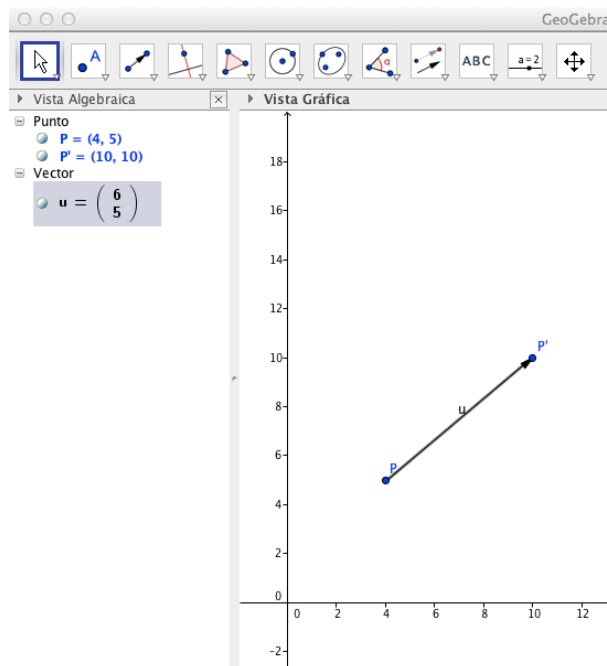 GeoGebra
A
α
ABC
a=2
Vista Algebraica
Vista Gráfica
Punto
P = (4, 5)
P' = (10, 10)
Vector
u = ( 6
5 )
18
16
14
12
10
8
6
4
2
0
-2
0 2 4 6 8 10 12
P'
u
P